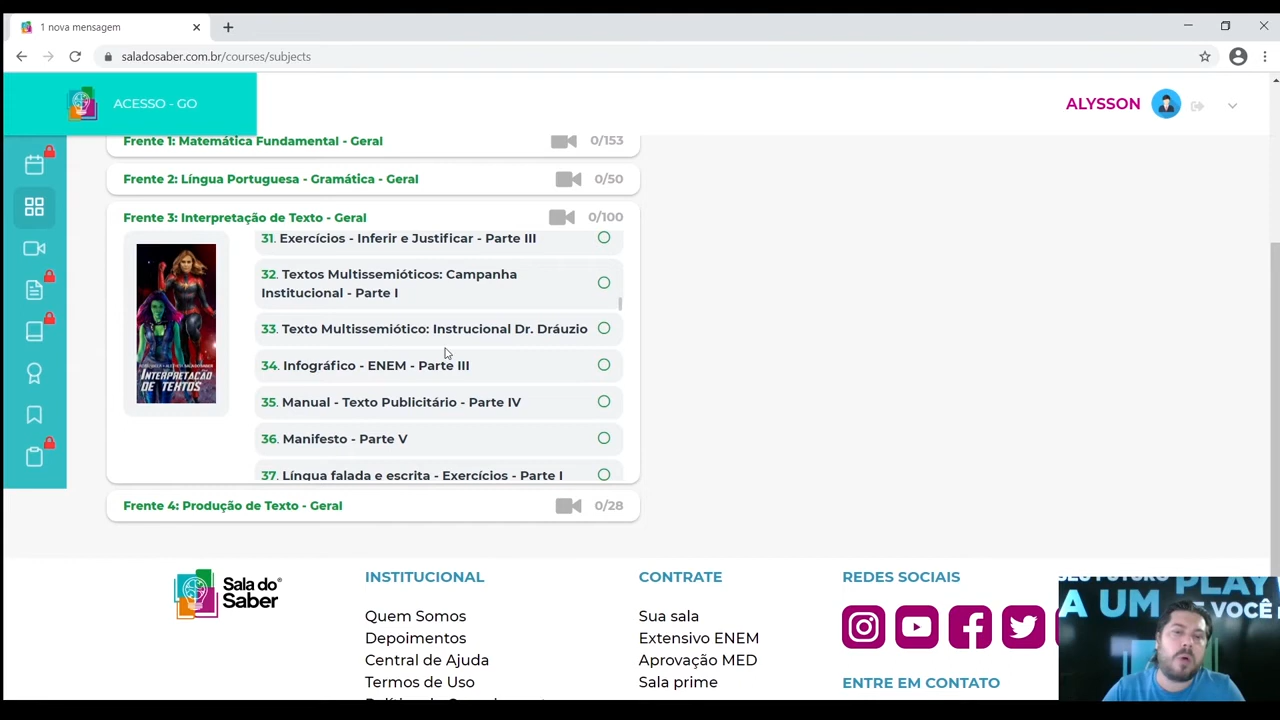 1 nova mensagem
saladosaber.com.br/courses/subjects
ACESSO - GO
ALYSSON
Frente 1: Matemática Fundamental - Geral 0/153
Frente 2: Língua Portuguesa - Gramática - Geral 0/50
Frente 3: Interpretação de Texto - Geral 0/100
INTERPRETAÇÃO
DE TEXTOS
31. Exercícios - Inferir e Justificar - Parte III
32. Textos Multissemióticos: Campanha
Institucional - Parte I
33. Texto Multissemiótico: Instrucional Dr. Dráuzio
34. Infográfico - ENEM - Parte III
35. Manual - Texto Publicitário - Parte IV
36. Manifesto - Parte V
37. Língua falada e escrita - Exercícios - Parte I
Frente 4: Produção de Texto - Geral 0/28
Sala do
Saber
INSTITUCIONAL
Quem Somos
Depoimentos
Central de Ajuda
Termos de Uso
CONTRATE
Sua sala
Extensivo ENEM
Aprovação MED
Sala prime
REDES SOCIAIS
ENTRE EM CONTATO
SEU FUTURO PLAY
A UM
E VOCÊ